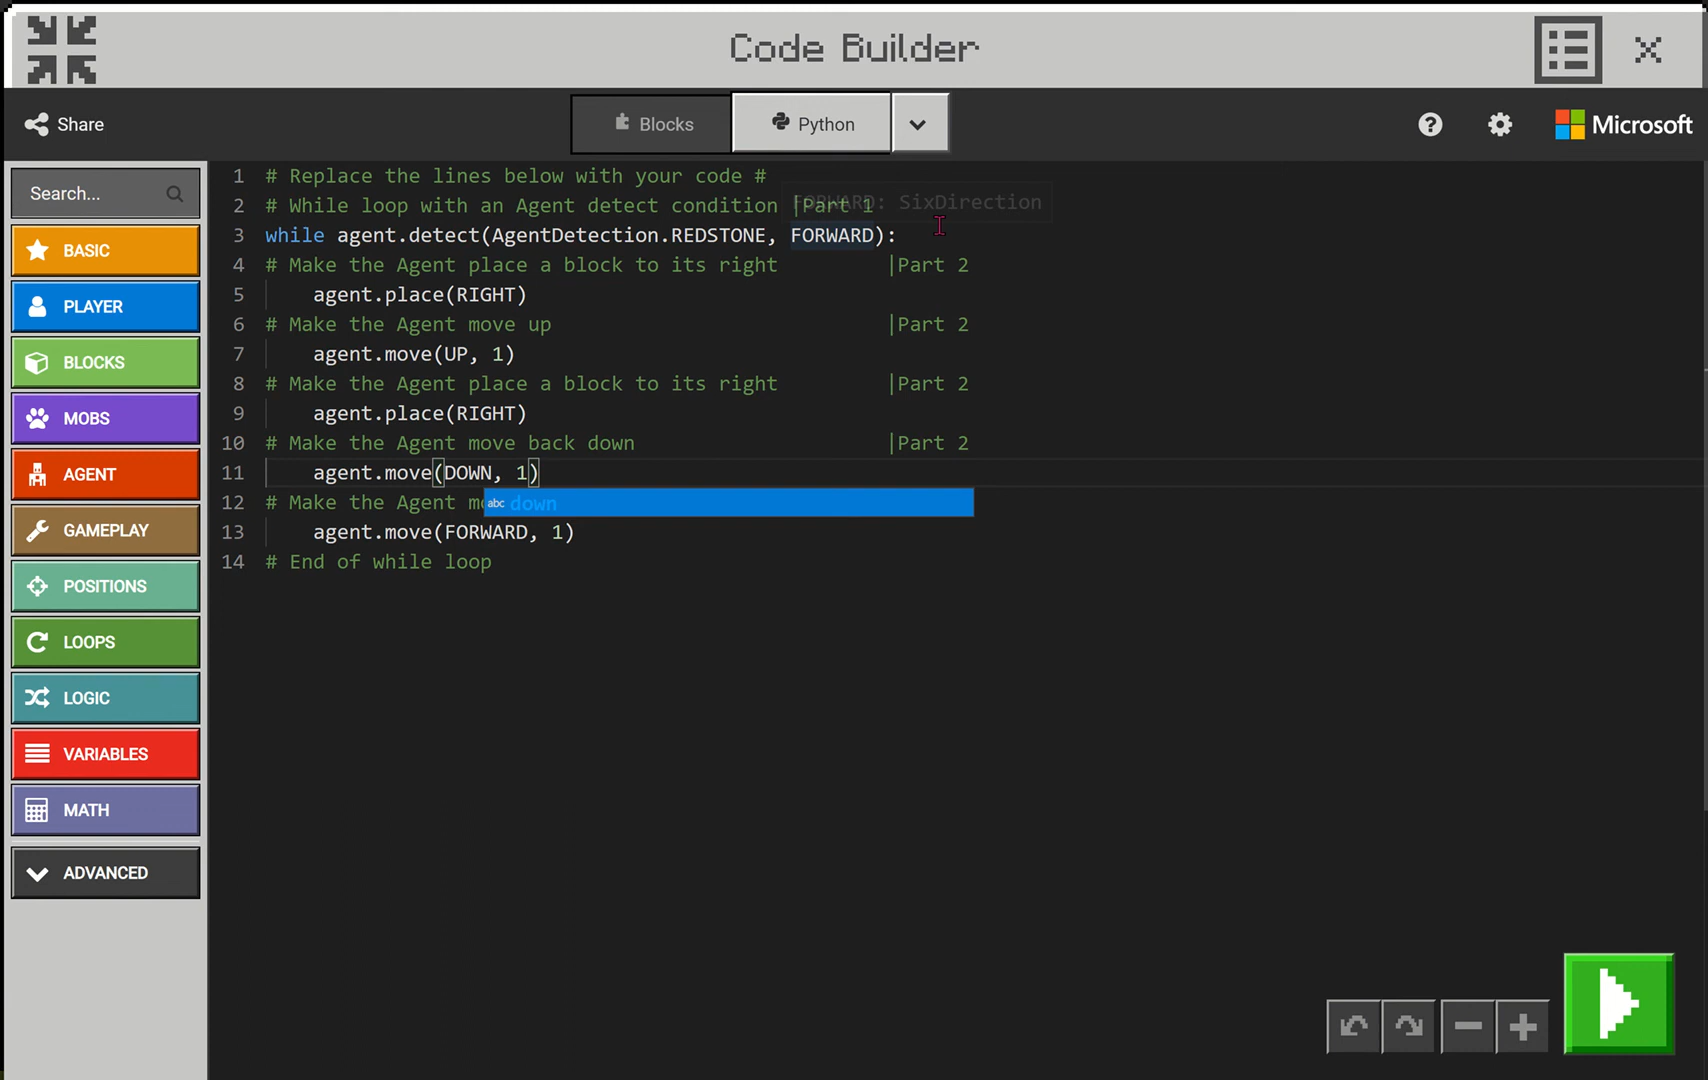 Code Builder
Share
Blocks
Python
Microsoft
Search...
BASIC
PLAYER
BLOCKS
MOBS
AGENT
GAMEPLAY
POSITIONS
LOOPS
LOGIC
VARIABLES
MATH
ADVANCED
1 # Replace the lines below with your code #
FORWARD: SixDirection
2 # While loop with an Agent detect condition |Part 1
3 while agent.detect(AgentDetection.REDSTONE, FORWARD):
4 # Make the Agent place a block to its right |Part 2
5 agent.place(RIGHT)
6 # Make the Agent move up |Part 2
7 agent.move(UP, 1)
8 # Make the Agent place a block to its right |Part 2
9 agent.place(RIGHT)
10 # Make the Agent move back down |Part 2
11 agent.move(DOWN, 1)
12 # Make the Agent
abc down
13 agent.move(FORWARD, 1)
14 # End of while loop